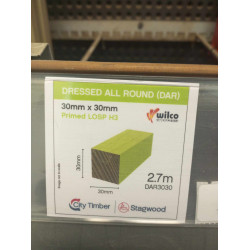 DRESSED ALL ROUND (DAR)
30mm x 30mm
Primed LOSP H3
wilco
30mm
30mm
2.7m
DAR3030
City Timber
Stagwood